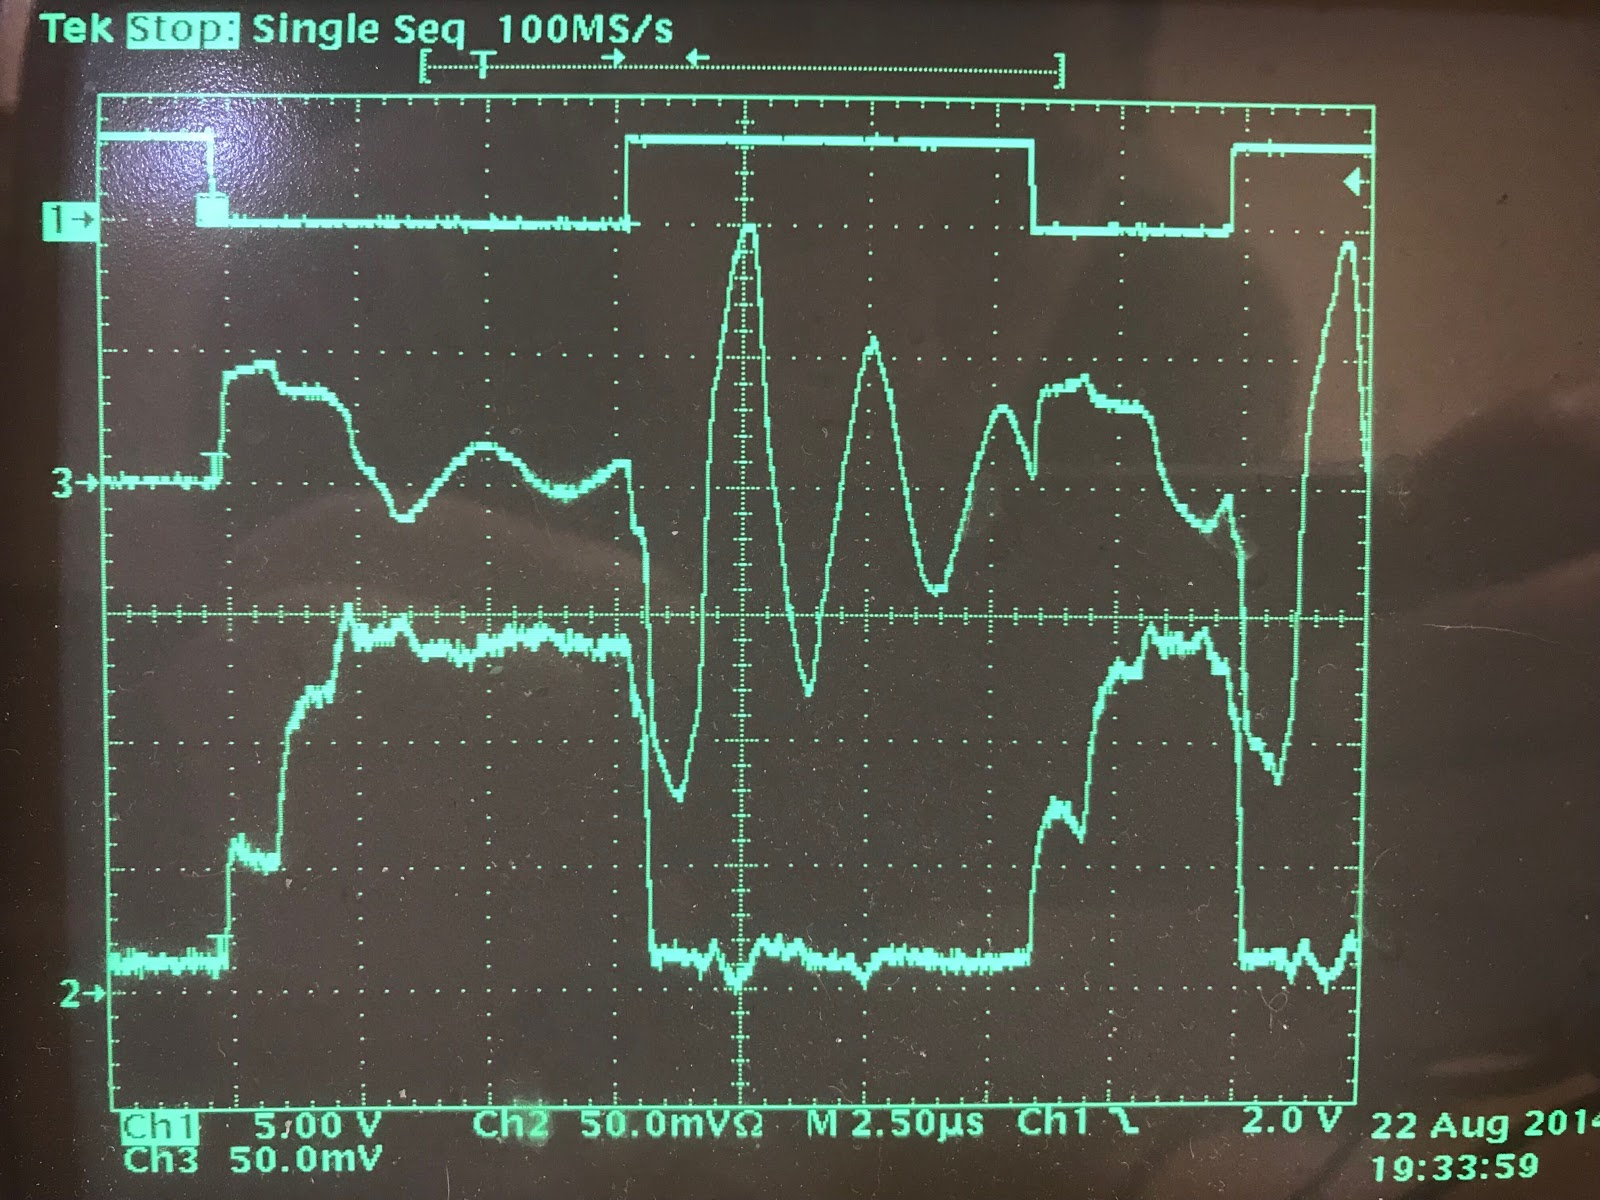 Tek Stop: Single Seq 100MS/s
[ T → ← ]
1→
3→
2→
Ch1 5.00 V Ch2 50.0mVΩ M 2.50µs Ch1 2.0 V
Ch3 50.0mV
22 Aug 2014
19:33:59